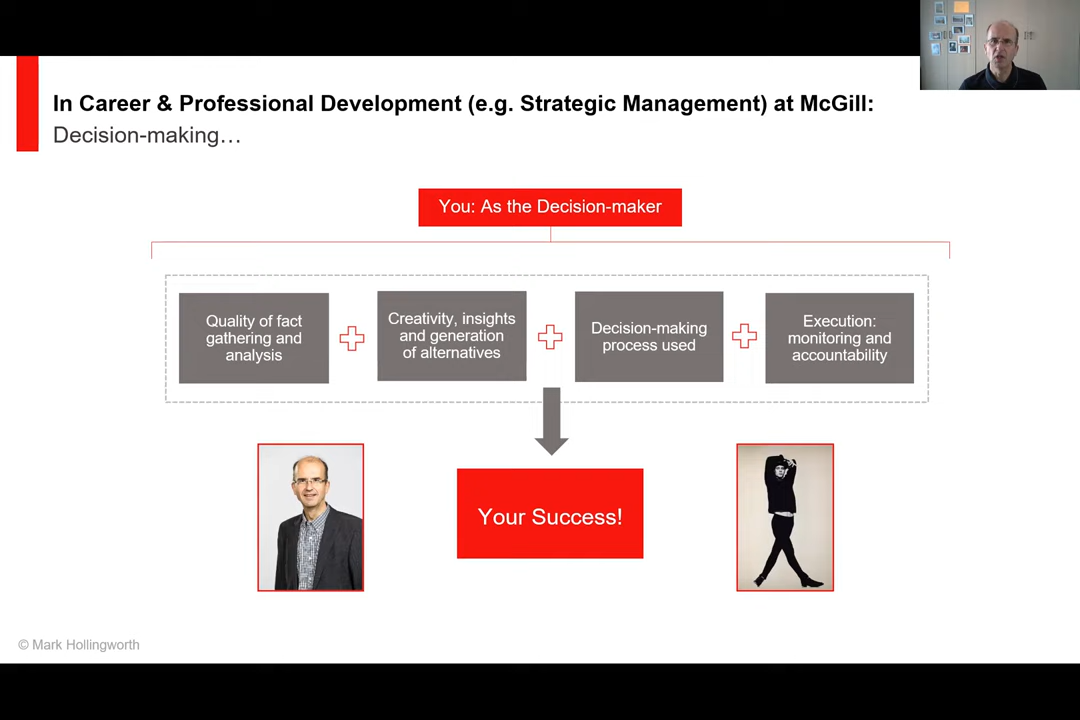 In Career & Professional Development (e.g. Strategic Management) at McGill:
Decision-making…
You: As the Decision-maker
Quality of fact
gathering and
analysis
Creativity, insights
and generation
of alternatives
Decision-making
process used
Execution:
monitoring and
accountability
Your Success!
© Mark Hollingworth